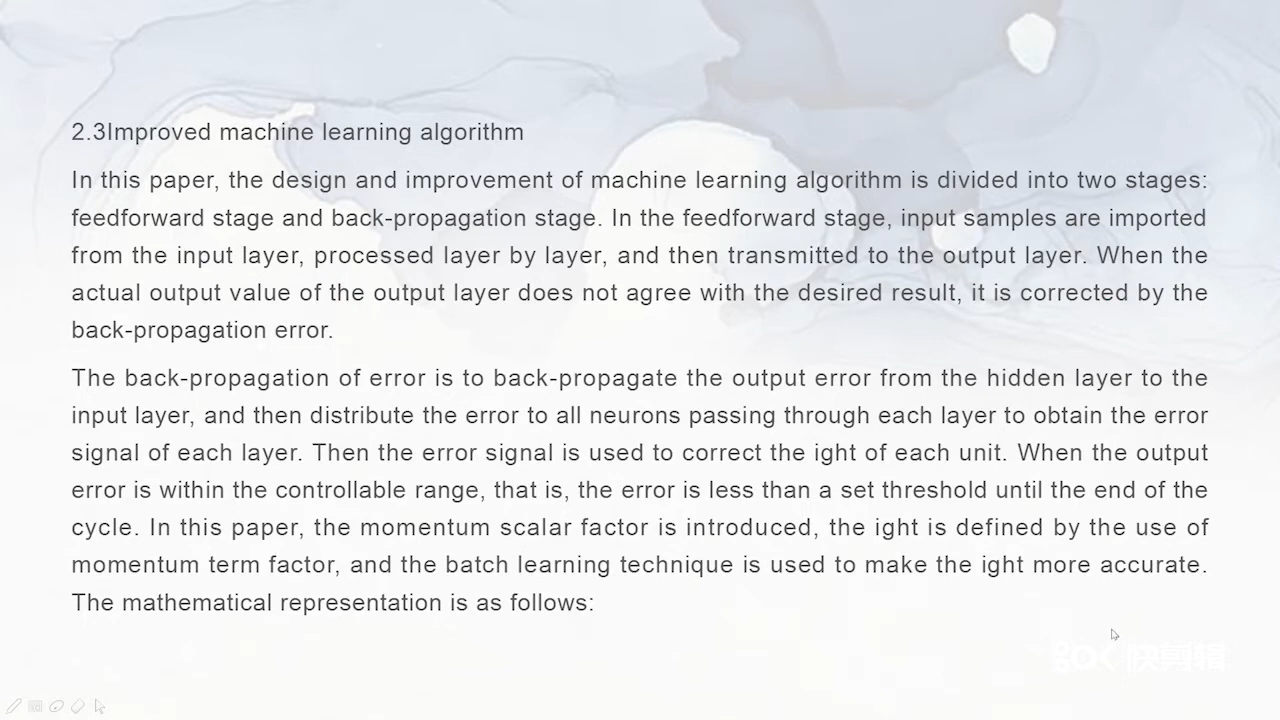 2.3Improved machine learning algorithm
In this paper, the design and improvement of machine learning algorithm is divided into two stages:
feedforward stage and back-propagation stage. In the feedforward stage, input samples are imported
from the input layer, processed layer by layer, and then transmitted to the output layer. When the
actual output value of the output layer does not agree with the desired result, it is corrected by the
back-propagation error.
The back-propagation of error is to back-propagate the output error from the hidden layer to the
input layer, and then distribute the error to all neurons passing through each layer to obtain the error
signal of each layer. Then the error signal is used to correct the ight of each unit. When the output
error is within the controllable range, that is, the error is less than a set threshold until the end of the
cycle. In this paper, the momentum scalar factor is introduced, the ight is defined by the use of
momentum term factor, and the batch learning technique is used to make the ight more accurate.
The mathematical representation is as follows:
快剪辑